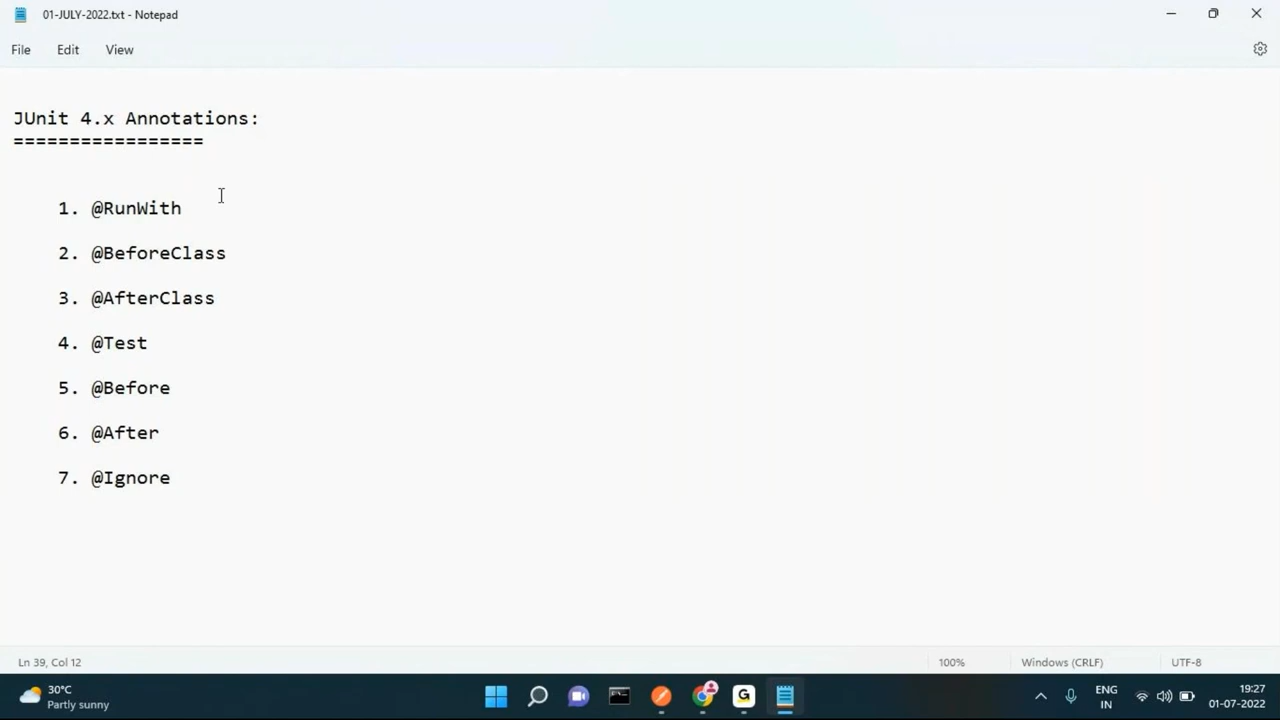 01-JULY-2022.txt - Notepad
File Edit View
JUnit 4.x Annotations:
=================
1. @RunWith
2. @BeforeClass
3. @AfterClass
4. @Test
5. @Before
6. @After
7. @Ignore
Ln 39, Col 12 100% Windows (CRLF) UTF-8
30°C
Partly sunny
G
ENG
IN
19:27
01-07-2022